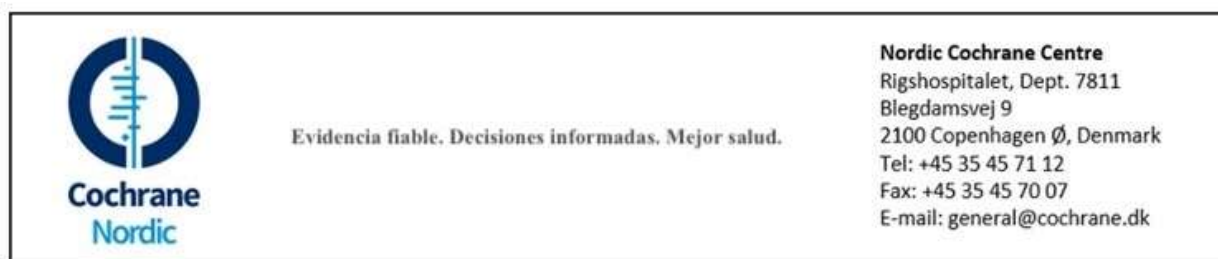 Cochrane
Nordic
Evidencia fiable. Decisiones informadas. Mejor salud.
Nordic Cochrane Centre
Rigshospitalet, Dept. 7811
Blegdamsvej 9
2100 Copenhagen Ø, Denmark
Tel: +45 35 45 71 12
Fax: +45 35 45 70 07
E-mail: general@cochrane.dk